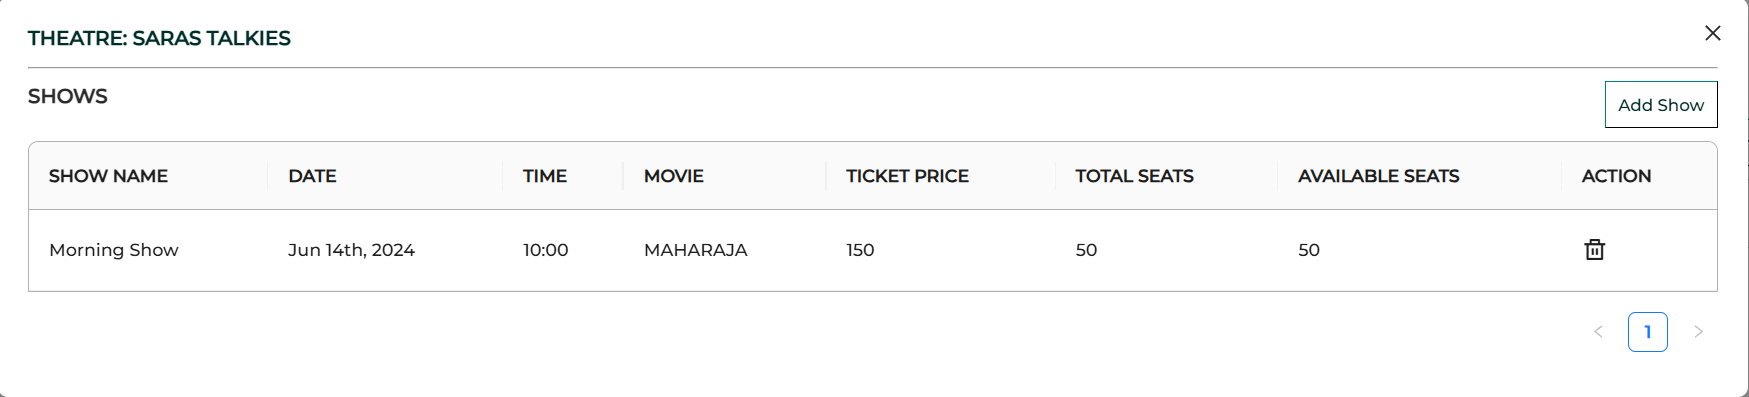 THEATRE: SARAS TALKIES
SHOWS
Add Show
SHOW NAME DATE TIME MOVIE TICKET PRICE TOTAL SEATS AVAILABLE SEATS ACTION
Morning Show Jun 14th, 2024 10:00 MAHARAJA 150 50 50
1